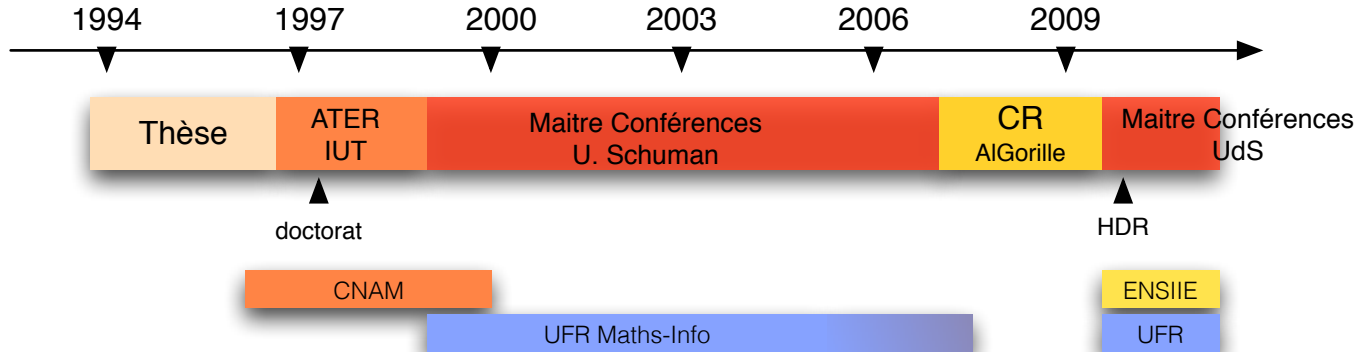 1994 1997 2000 2003 2006 2009
Thèse
ATER
IUT
Maitre Conférences
U. Schuman
CR
AlGorille
Maitre Conférences
UdS
doctorat
HDR
CNAM
ENSIIE
UFR Maths-Info
UFR